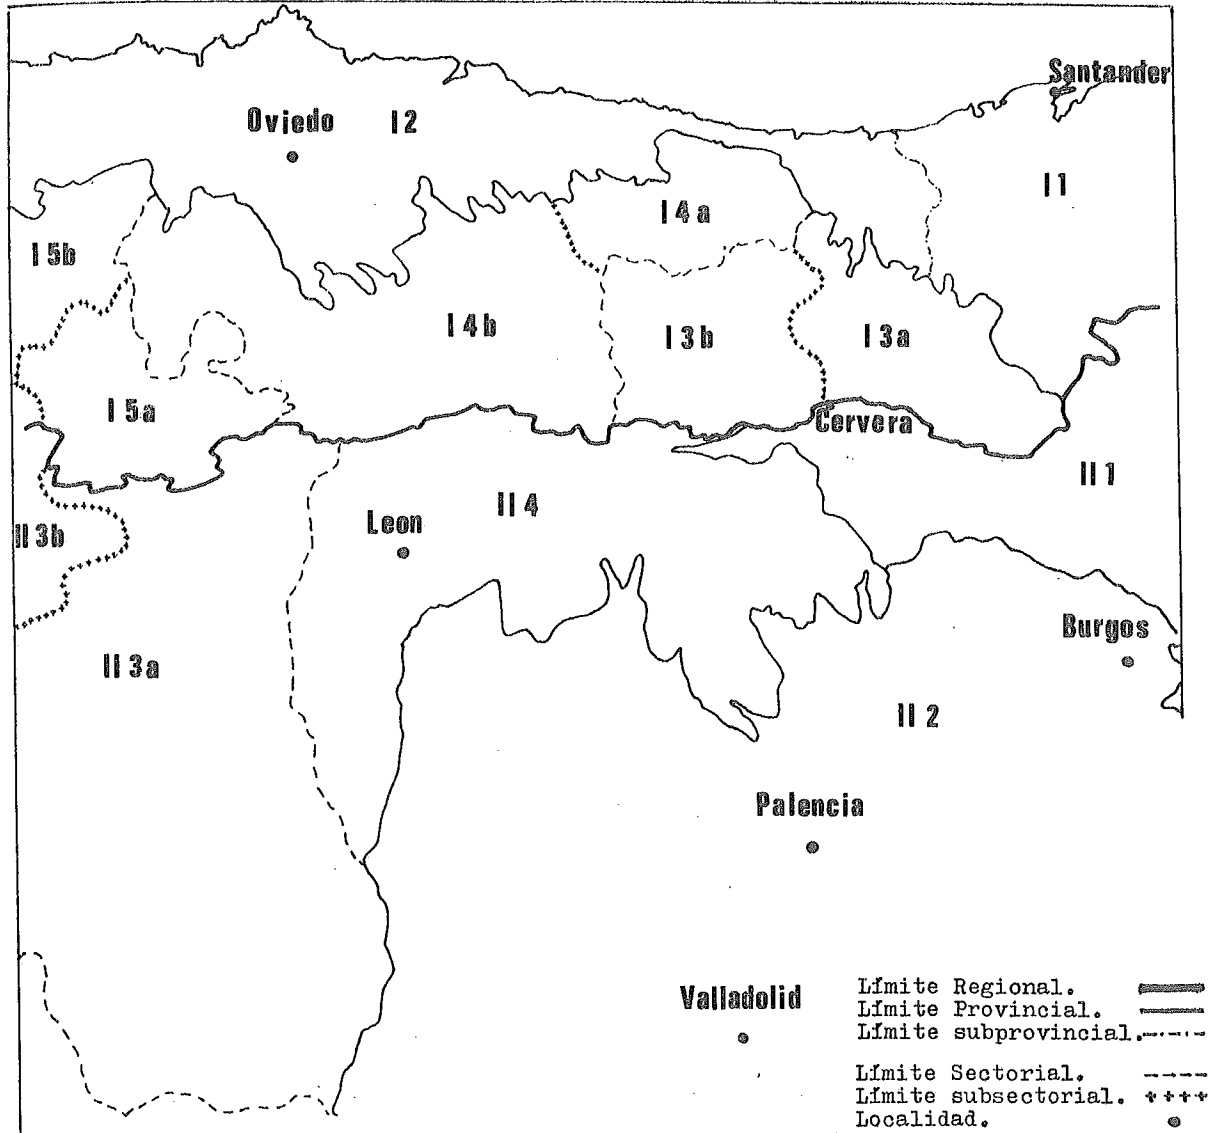 Santander
Oviedo
I2
I1
I4a
I5b
I4b
I3b
I3a
I5a
Cervera
II1
II4
Leon
II3b
Burgos
II3a
II2
Palencia
Valladolid
Límite Regional.
Límite Provincial.
Límite subprovincial.
Límite Sectorial.
Límite subsectorial.
Localidad.